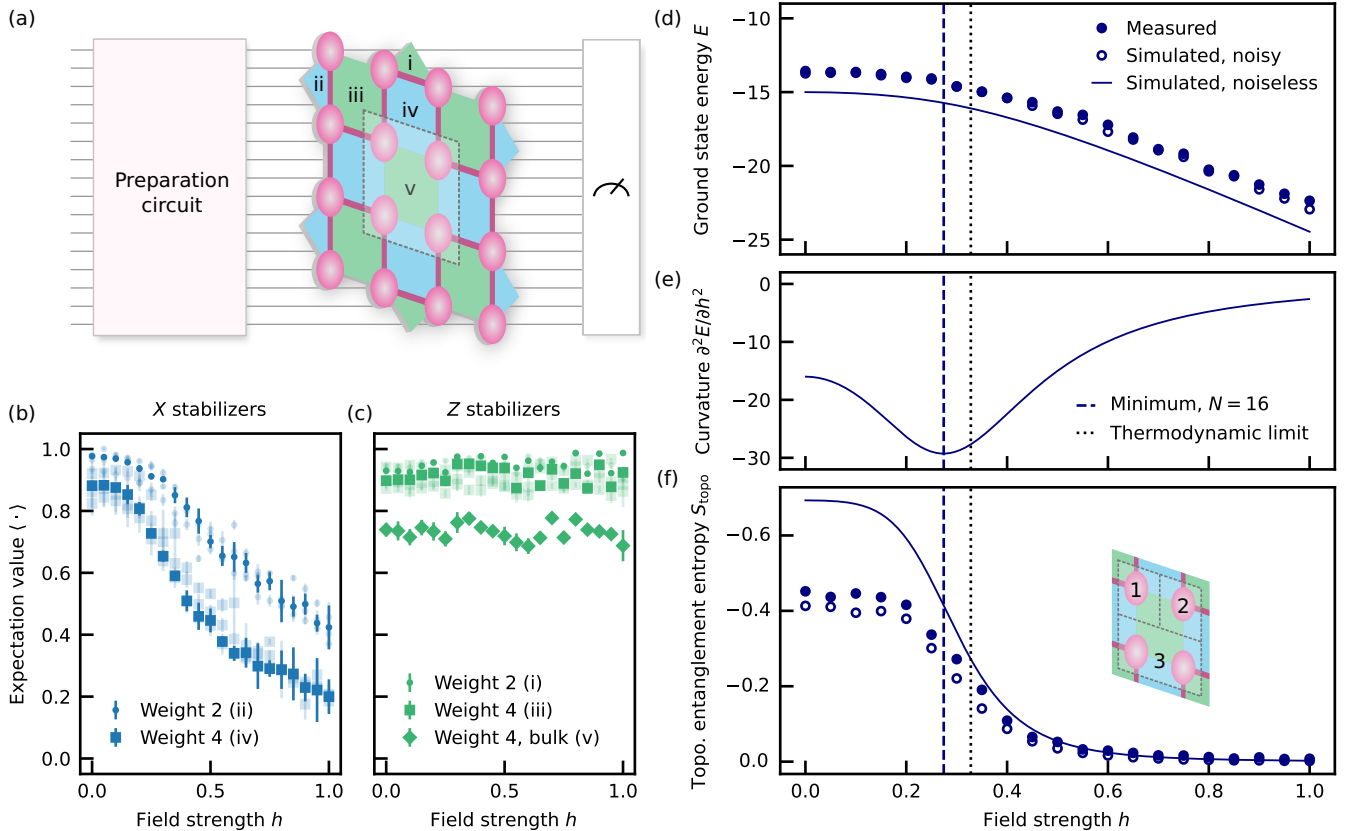 (a)
Preparation
circuit
i
ii
iii
iv
v
(b)
X stabilizers
Expectation value ⟨ · ⟩
1.0
0.8
0.6
0.4
0.2
0.0
Weight 2 (ii)
Weight 4 (iv)
0.0
0.5
1.0
Field strength h
(c)
Z stabilizers
Weight 2 (i)
Weight 4 (iii)
Weight 4, bulk (v)
0.0
0.5
1.0
Field strength h
(d)
Ground state energy E
−10
−15
−20
−25
Measured
Simulated, noisy
Simulated, noiseless
(e)
Curvature ∂²E/∂h²
0
−10
−20
−30
Minimum, N = 16
Thermodynamic limit
(f)
Topo. entanglement entropy Stopo
−0.6
−0.4
−0.2
0.0
1
2
3
0.0
0.2
0.4
0.6
0.8
1.0
Field strength h